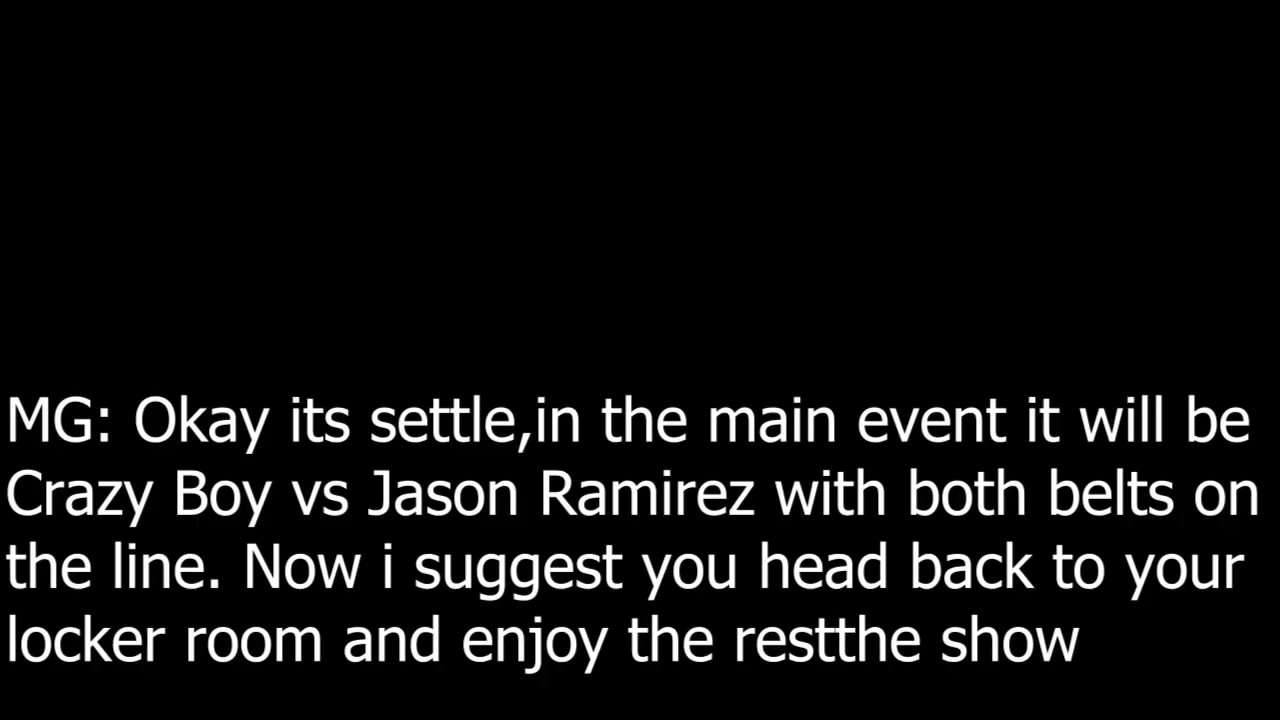 MG: Okay its settle,in the main event it will be
Crazy Boy vs Jason Ramirez with both belts on
the line. Now i suggest you head back to your
locker room and enjoy the restthe show